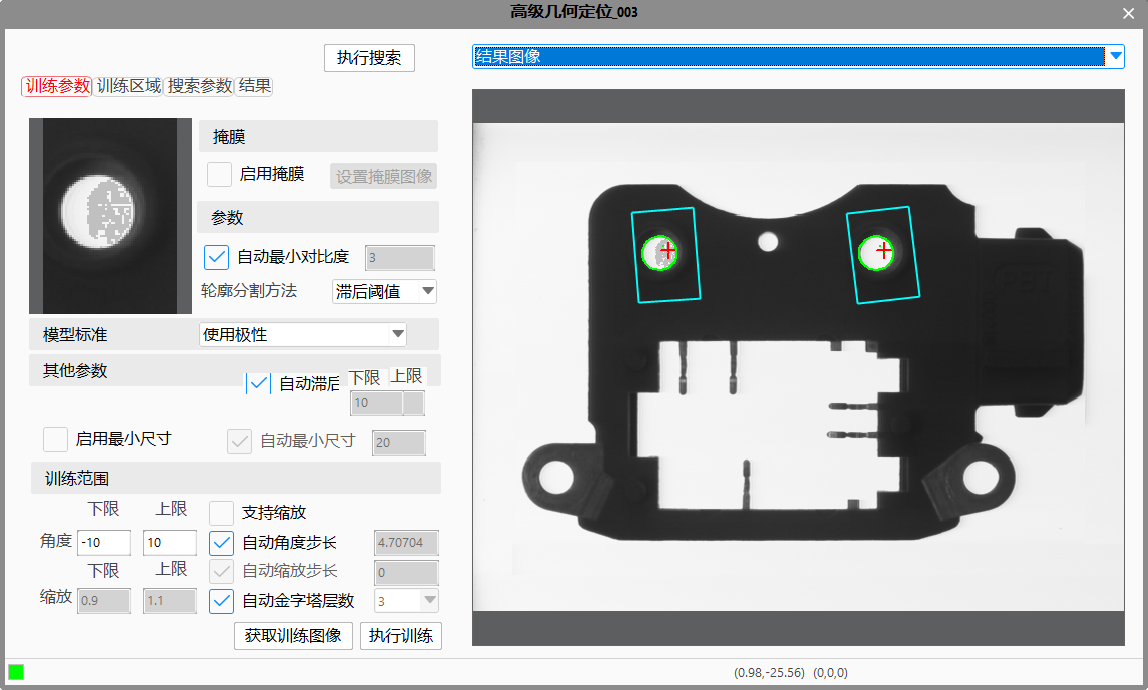 高级几何定位_003
执行搜索
结果图像
训练参数 训练区域 搜索参数 结果
掩膜
启用掩膜 设置掩膜图像
参数
自动最小对比度 3
轮廓分割方法 滞后阈值
模型标准 使用极性
其他参数
自动滞后 下限 上限
10
启用最小尺寸 自动最小尺寸 20
训练范围
下限 上限 支持缩放
角度 -10 10 自动角度步长 4.70704
下限 上限 自动缩放步长 0
缩放 0.9 1.1 自动金字塔层数 3
获取训练图像 执行训练
PBT
(0.98,-25.56) (0,0,0)